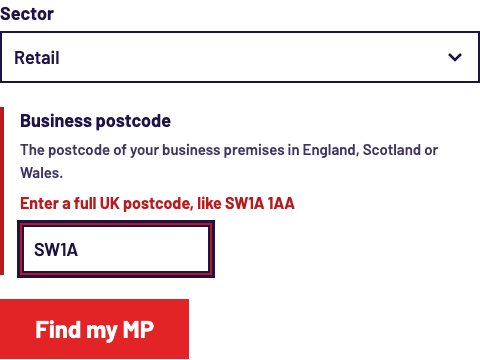 Sector
Retail
Business postcode
The postcode of your business premises in England, Scotland or
Wales.
Enter a full UK postcode, like SW1A 1AA
SW1A
Find my MP